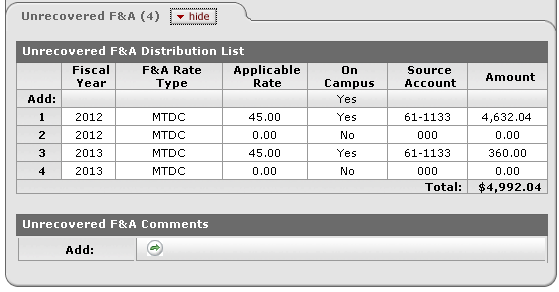 Unrecovered F&A (4) hide
Unrecovered F&A Distribution List
Fiscal Year F&A Rate Type Applicable Rate On Campus Source Account Amount
Add: Yes
1 2012 MTDC 45.00 Yes 61-1133 4,632.04
2 2012 MTDC 0.00 No 000 0.00
3 2013 MTDC 45.00 Yes 61-1133 360.00
4 2013 MTDC 0.00 No 000 0.00
Total: $4,992.04
Unrecovered F&A Comments
Add: